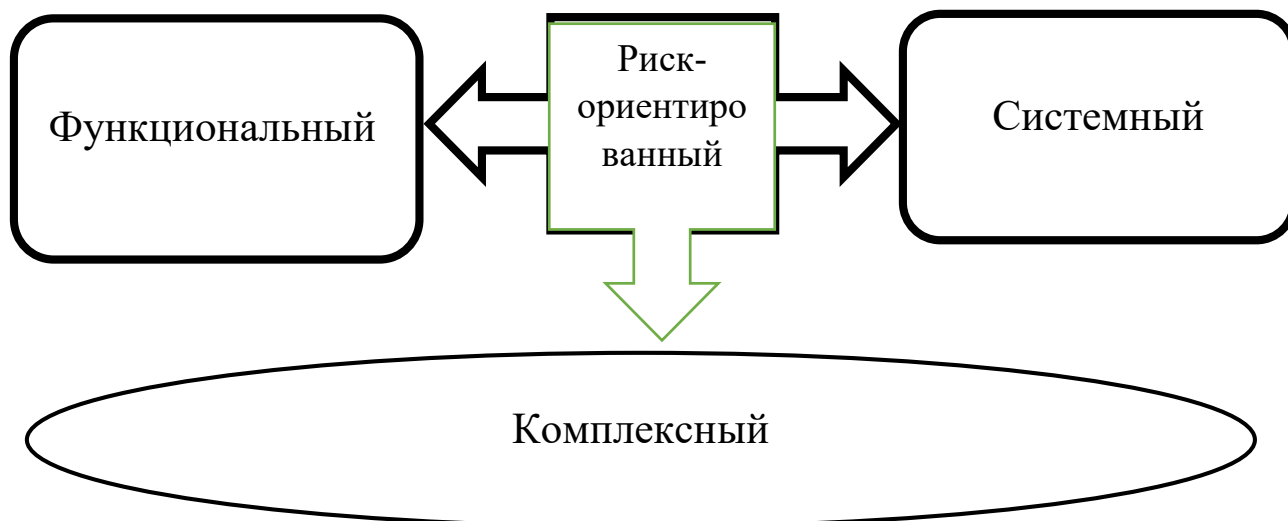 Функциональный
Риск-
ориентиро
ванный
Системный
Комплексный